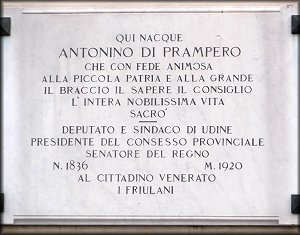 QUI NACQUE
ANTONINO DI PRAMPERO
CHE CON FEDE ANIMOSA
ALLA PICCOLA PATRIA E ALLA GRANDE
IL BRACCIO IL SAPERE IL CONSIGLIO
L'INTERA NOBILISSIMA VITA
SACRÒ
DEPUTATO E SINDACO DI UDINE
PRESIDENTE DEL CONSESSO PROVINCIALE
SENATORE DEL REGNO
N. 1836 M. 1920
AL CITTADINO VENERATO
I FRIULANI